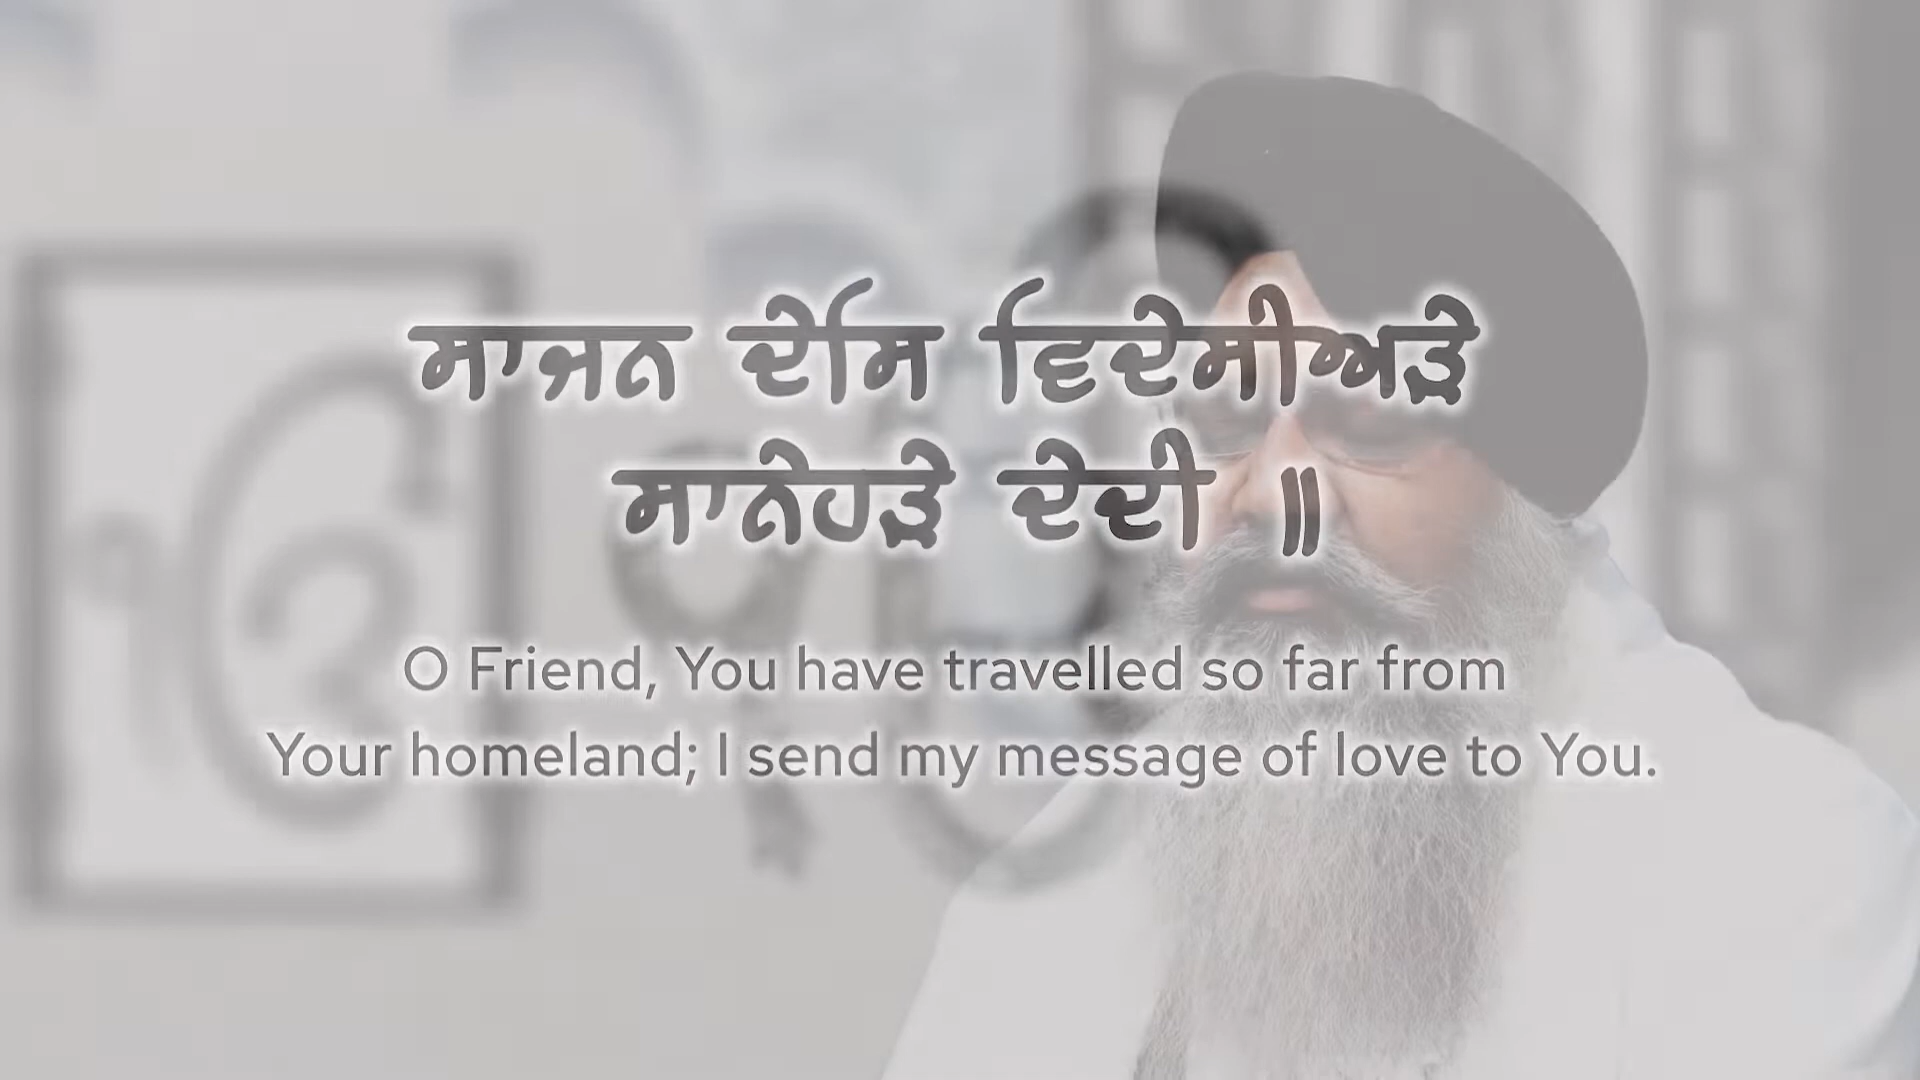 ਸਾਜਨ ਦੇਸਿ ਵਿਦੇਸੀਅੜੇ
ਸਾਨੇਹੜੇ ਦੇਦੀ ॥
O Friend, You have travelled so far from
Your homeland; I send my message of love to You.